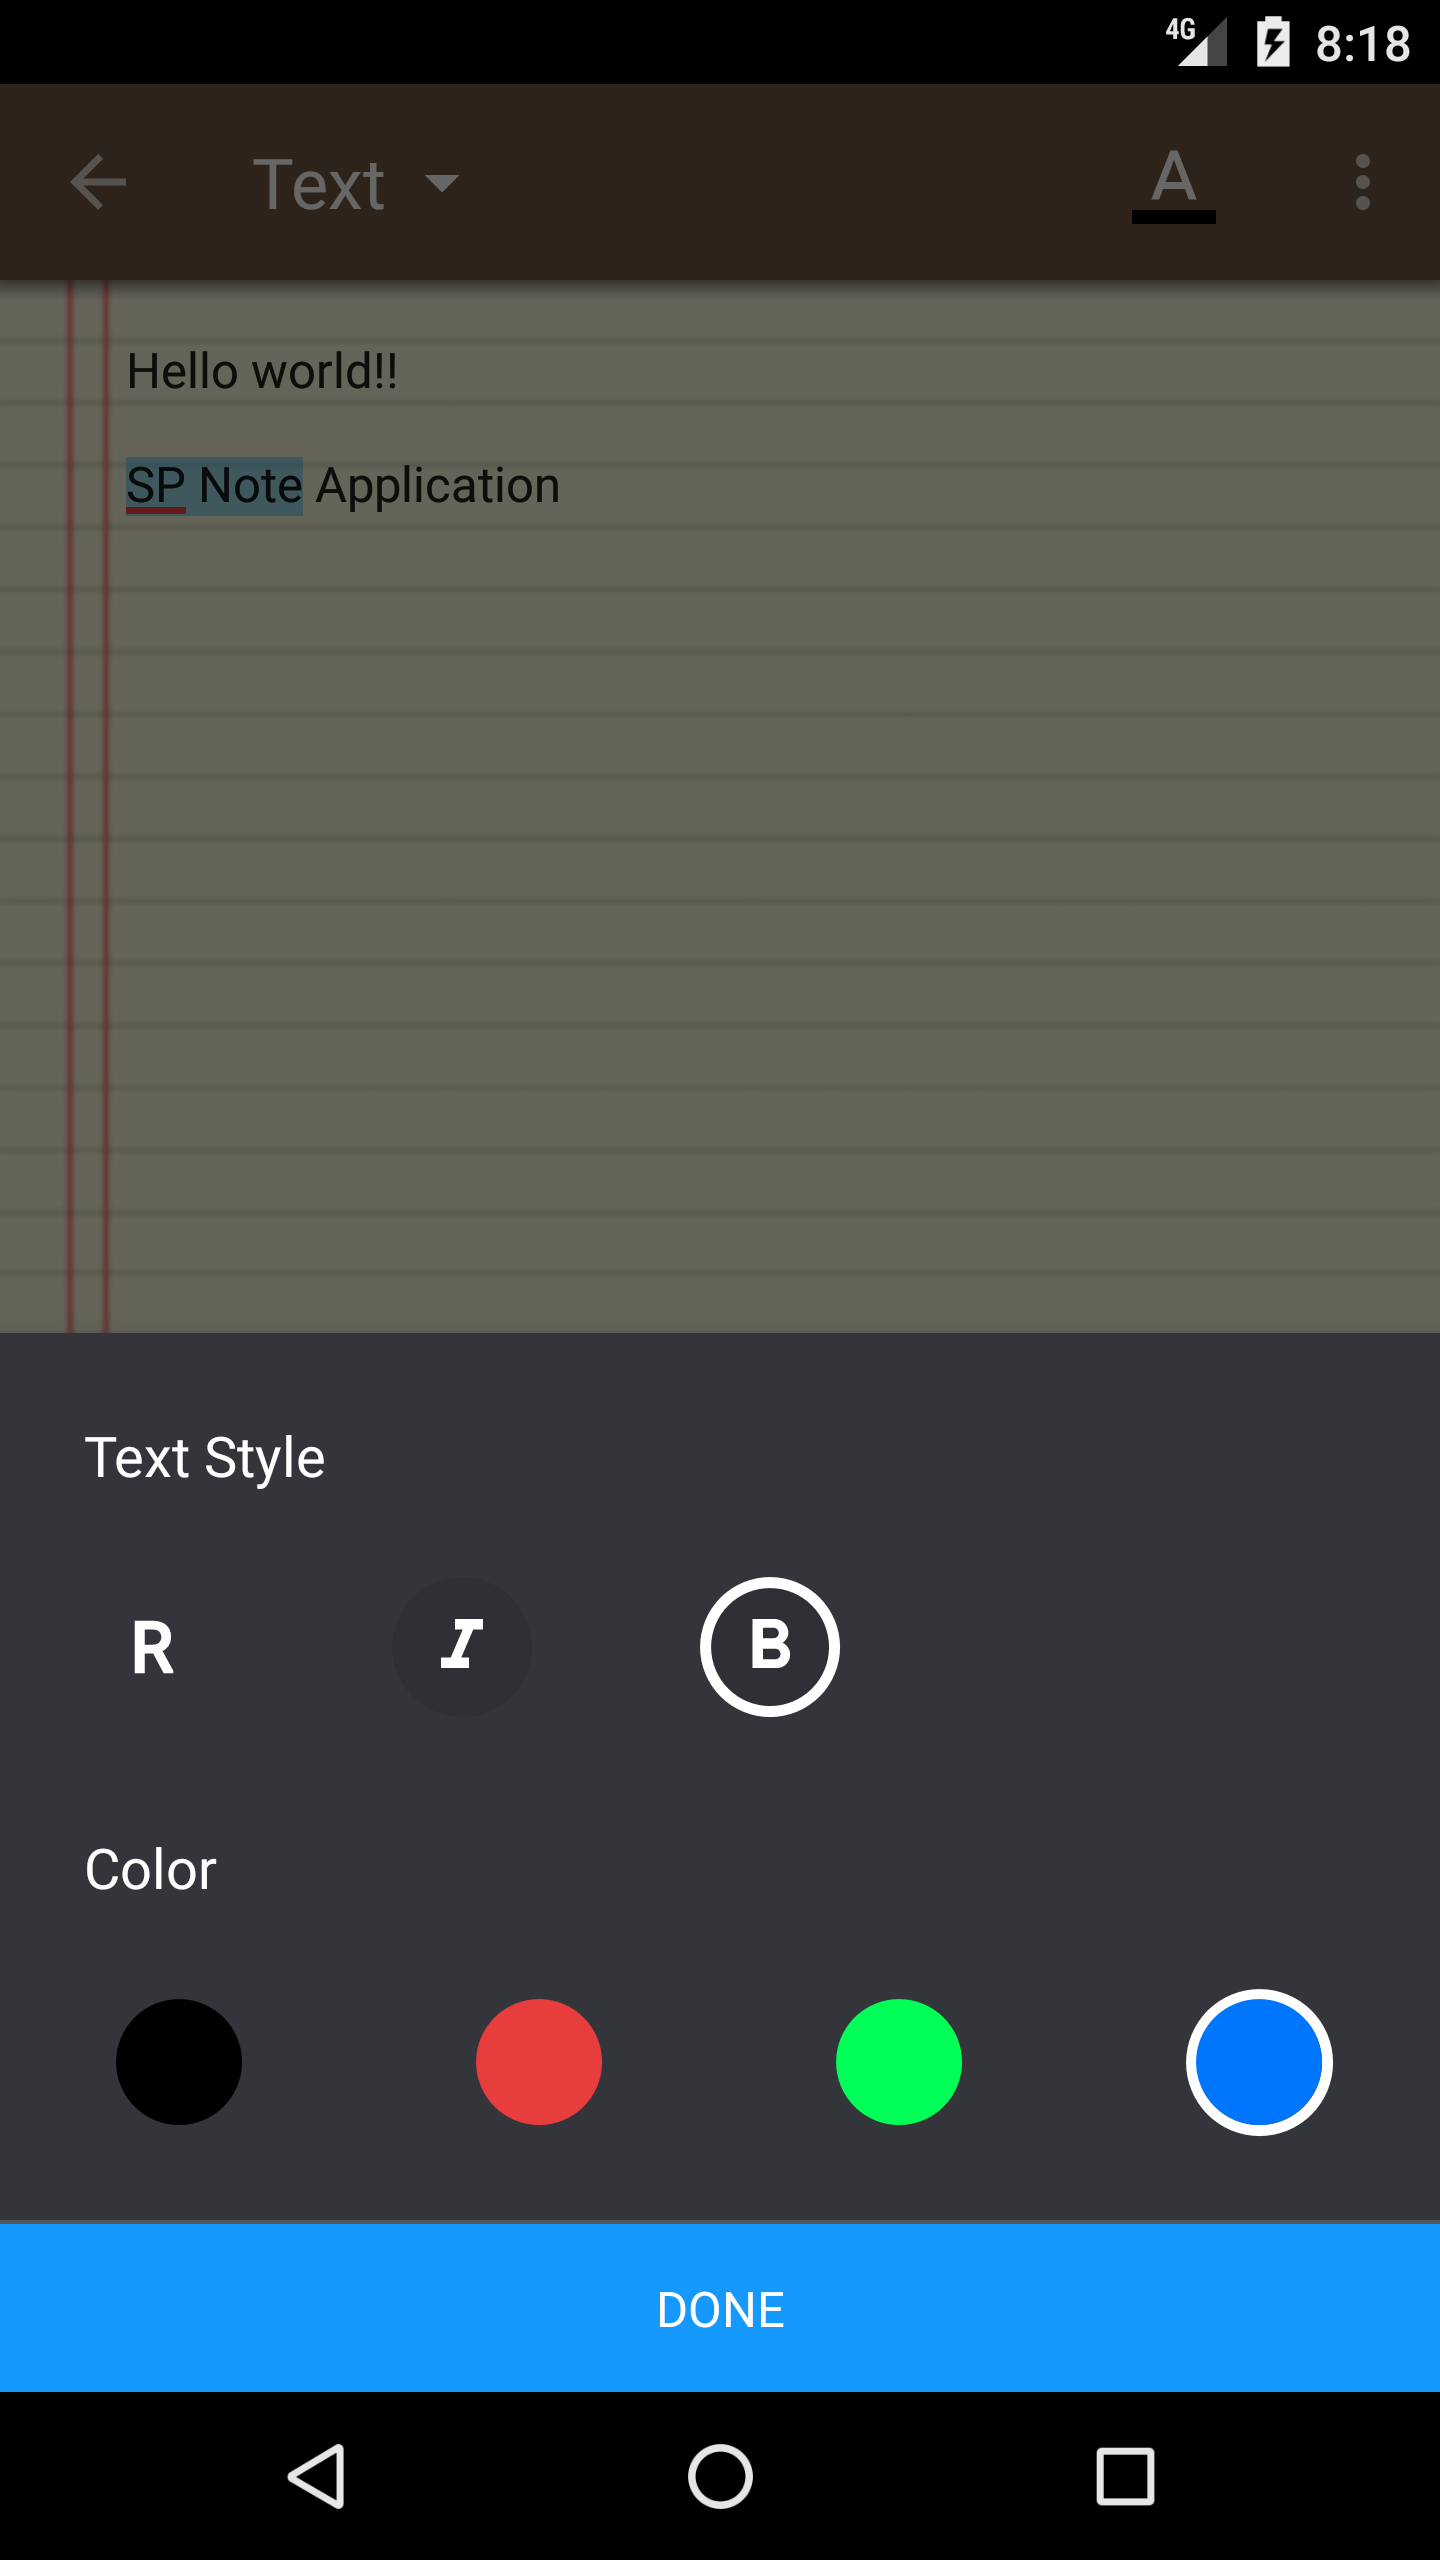 4G 8:18
Text A
Hello world!!
SP Note Application
Text Style
R I B
Color
DONE